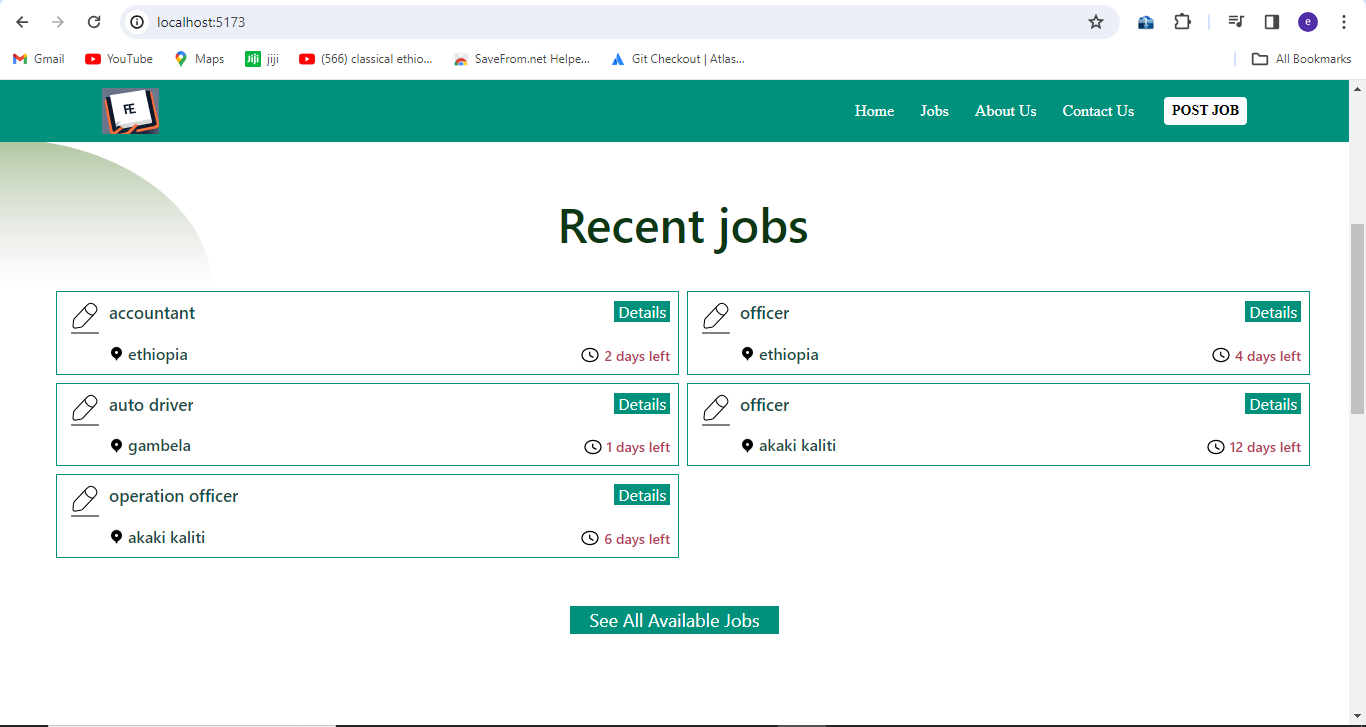 localhost:5173
e
Gmail YouTube Maps jiji (566) classical ethio... SaveFrom.net Helpe... Git Checkout | Atlas... All Bookmarks
FE
Home Jobs About Us Contact Us POST JOB
Recent jobs
accountant Details
ethiopia 2 days left
officer Details
ethiopia 4 days left
auto driver Details
gambela 1 days left
officer Details
akaki kaliti 12 days left
operation officer Details
akaki kaliti 6 days left
See All Available Jobs